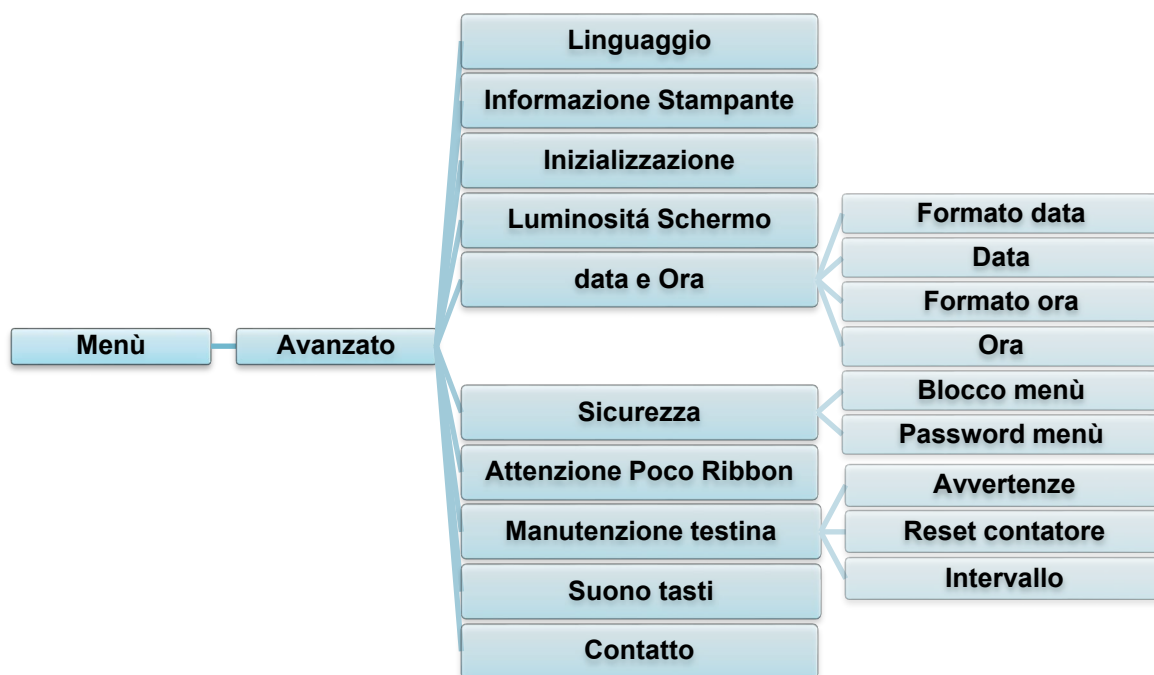 Linguaggio
Informazione Stampante
Inizializzazione
Luminositá Schermo
data e Ora
Formato data
Data
Formato ora
Ora
Menù
Avanzato
Sicurezza
Blocco menù
Password menù
Attenzione Poco Ribbon
Manutenzione testina
Avvertenze
Reset contatore
Intervallo
Suono tasti
Contatto